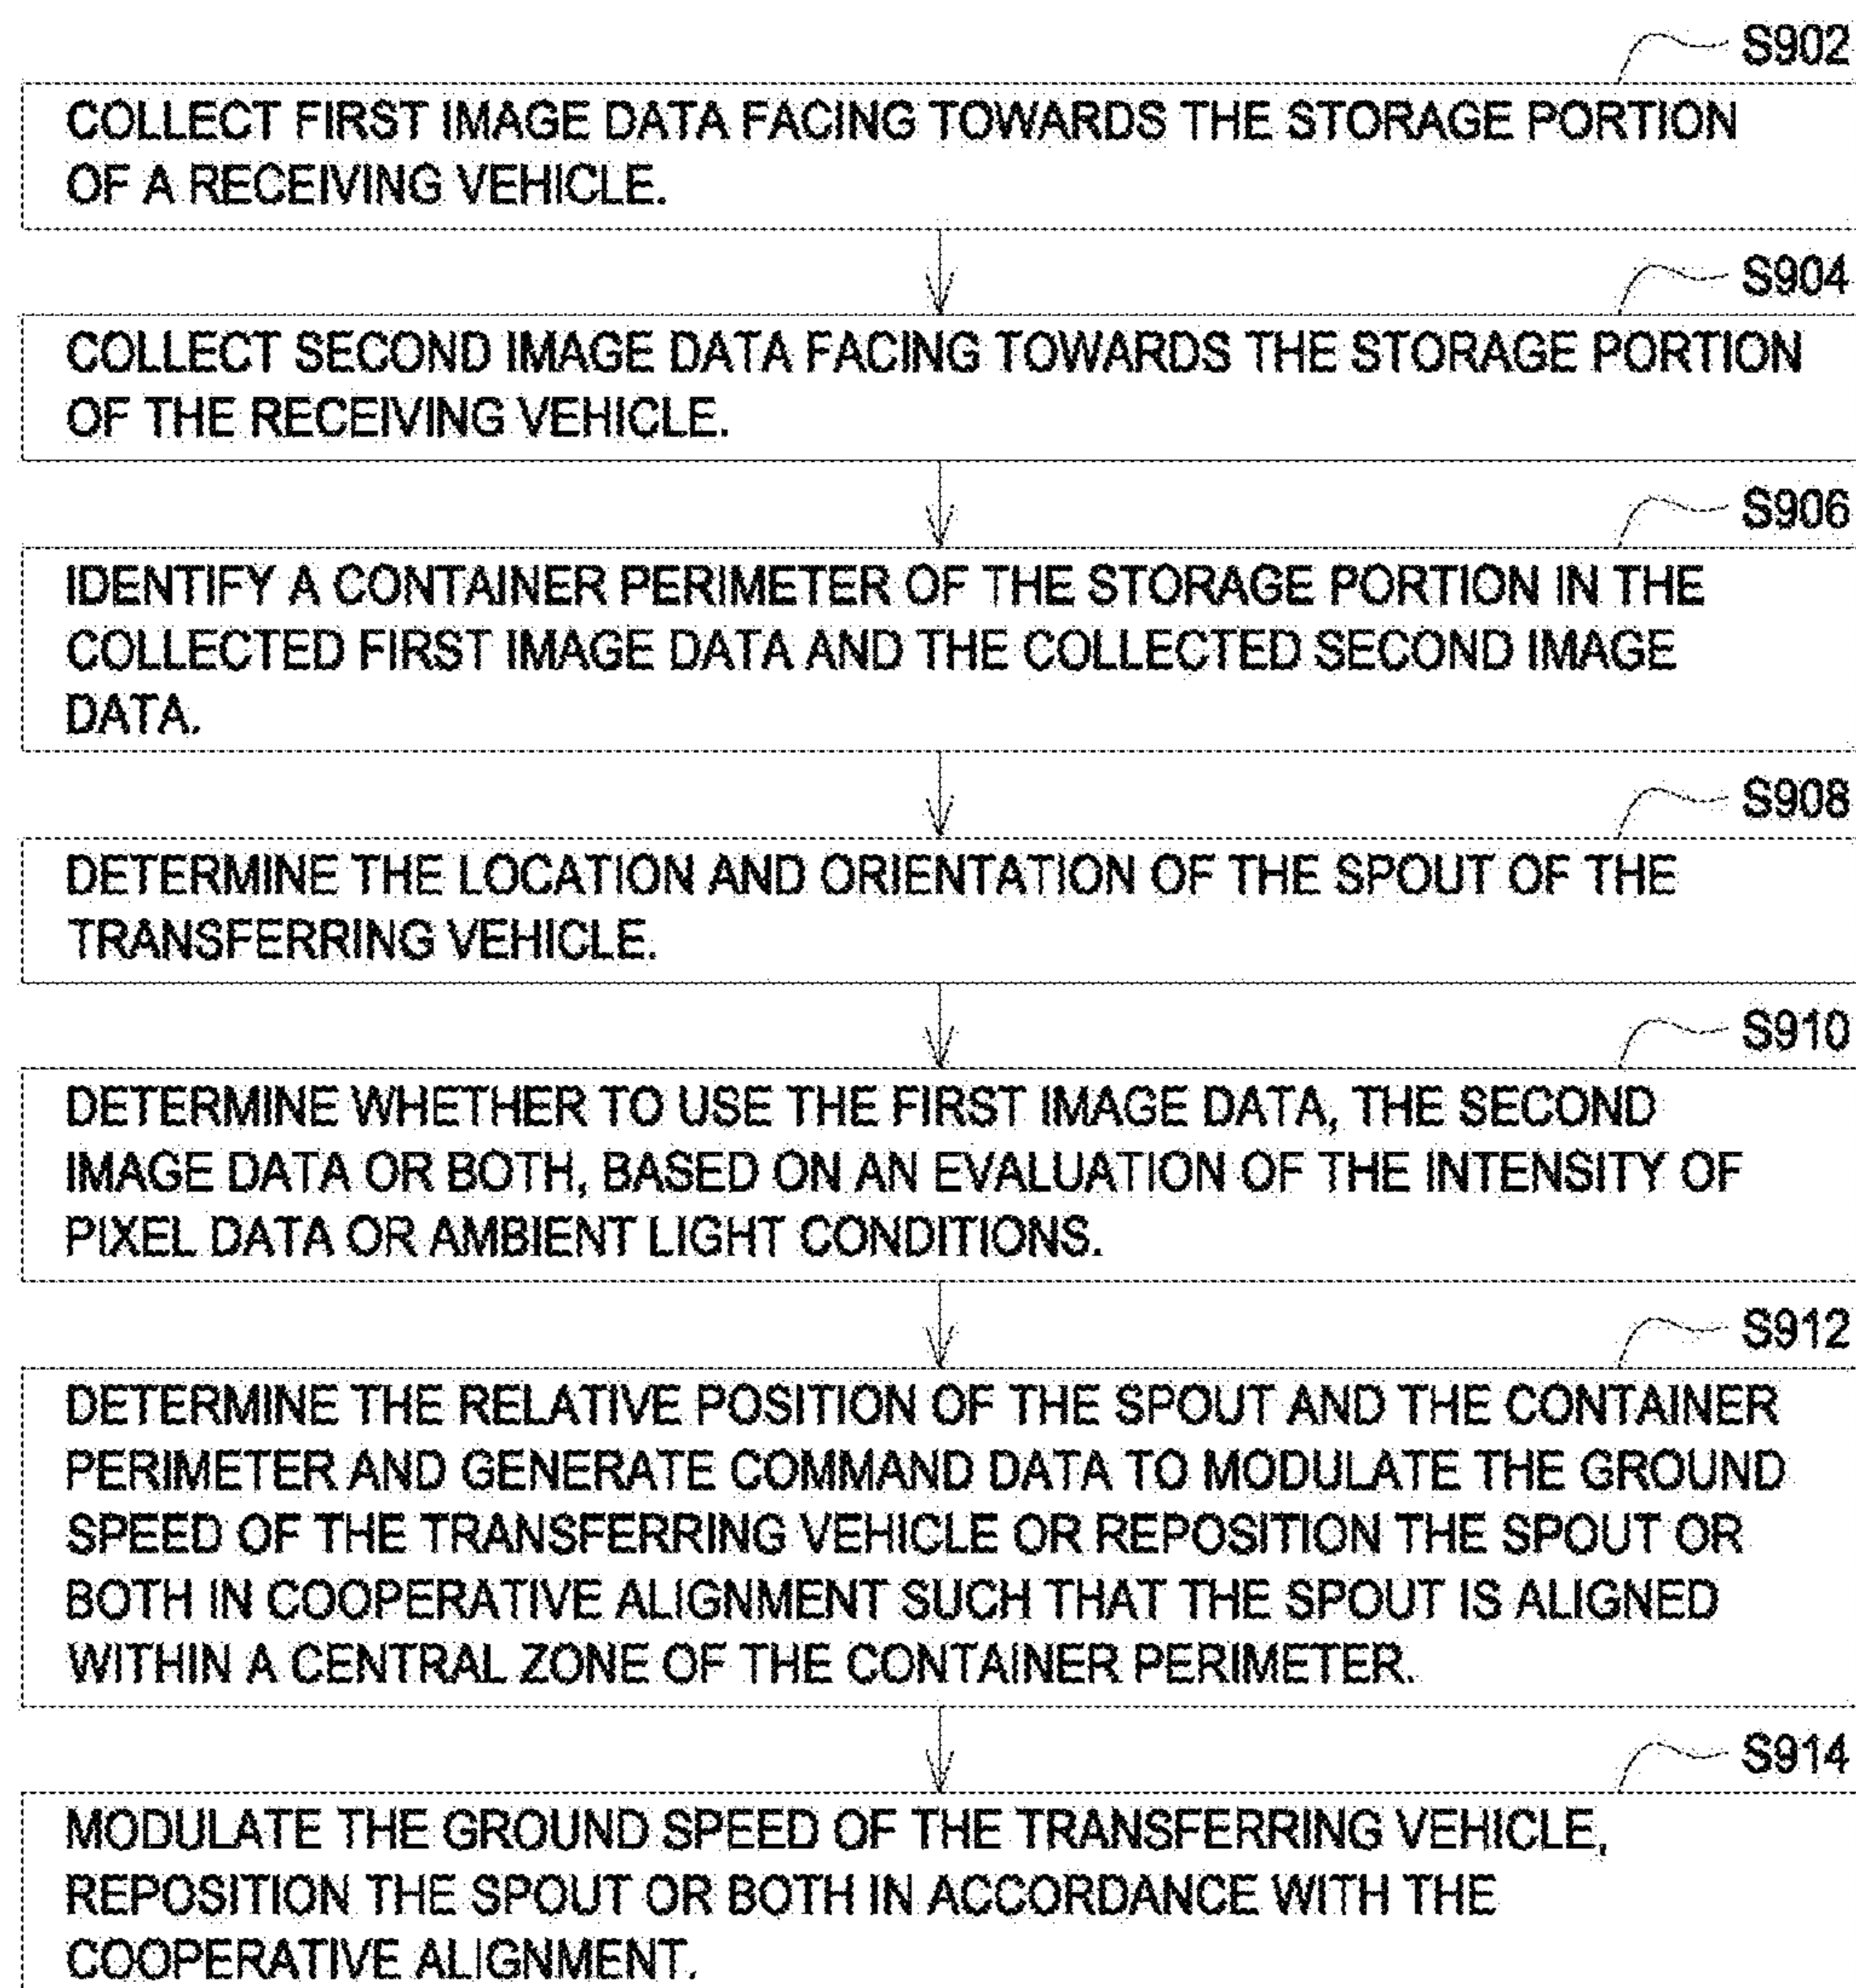 S902
COLLECT FIRST IMAGE DATA FACING TOWARDS THE STORAGE PORTION
OF A RECEIVING VEHICLE.
S904
COLLECT SECOND IMAGE DATA FACING TOWARDS THE STORAGE PORTION
OF THE RECEIVING VEHICLE.
S906
IDENTIFY A CONTAINER PERIMETER OF THE STORAGE PORTION IN THE
COLLECTED FIRST IMAGE DATA AND THE COLLECTED SECOND IMAGE
DATA.
S908
DETERMINE THE LOCATION AND ORIENTATION OF THE SPOUT OF THE
TRANSFERRING VEHICLE.
S910
DETERMINE WHETHER TO USE THE FIRST IMAGE DATA, THE SECOND
IMAGE DATA OR BOTH, BASED ON AN EVALUATION OF THE INTENSITY OF
PIXEL DATA OR AMBIENT LIGHT CONDITIONS.
S912
DETERMINE THE RELATIVE POSITION OF THE SPOUT AND THE CONTAINER
PERIMETER AND GENERATE COMMAND DATA TO MODULATE THE GROUND
SPEED OF THE TRANSFERRING VEHICLE OR REPOSITION THE SPOUT OR
BOTH IN COOPERATIVE ALIGNMENT SUCH THAT THE SPOUT IS ALIGNED
WITHIN A CENTRAL ZONE OF THE CONTAINER PERIMETER.
S914
MODULATE THE GROUND SPEED OF THE TRANSFERRING VEHICLE,
REPOSITION THE SPOUT OR BOTH IN ACCORDANCE WITH THE
COOPERATIVE ALIGNMENT.